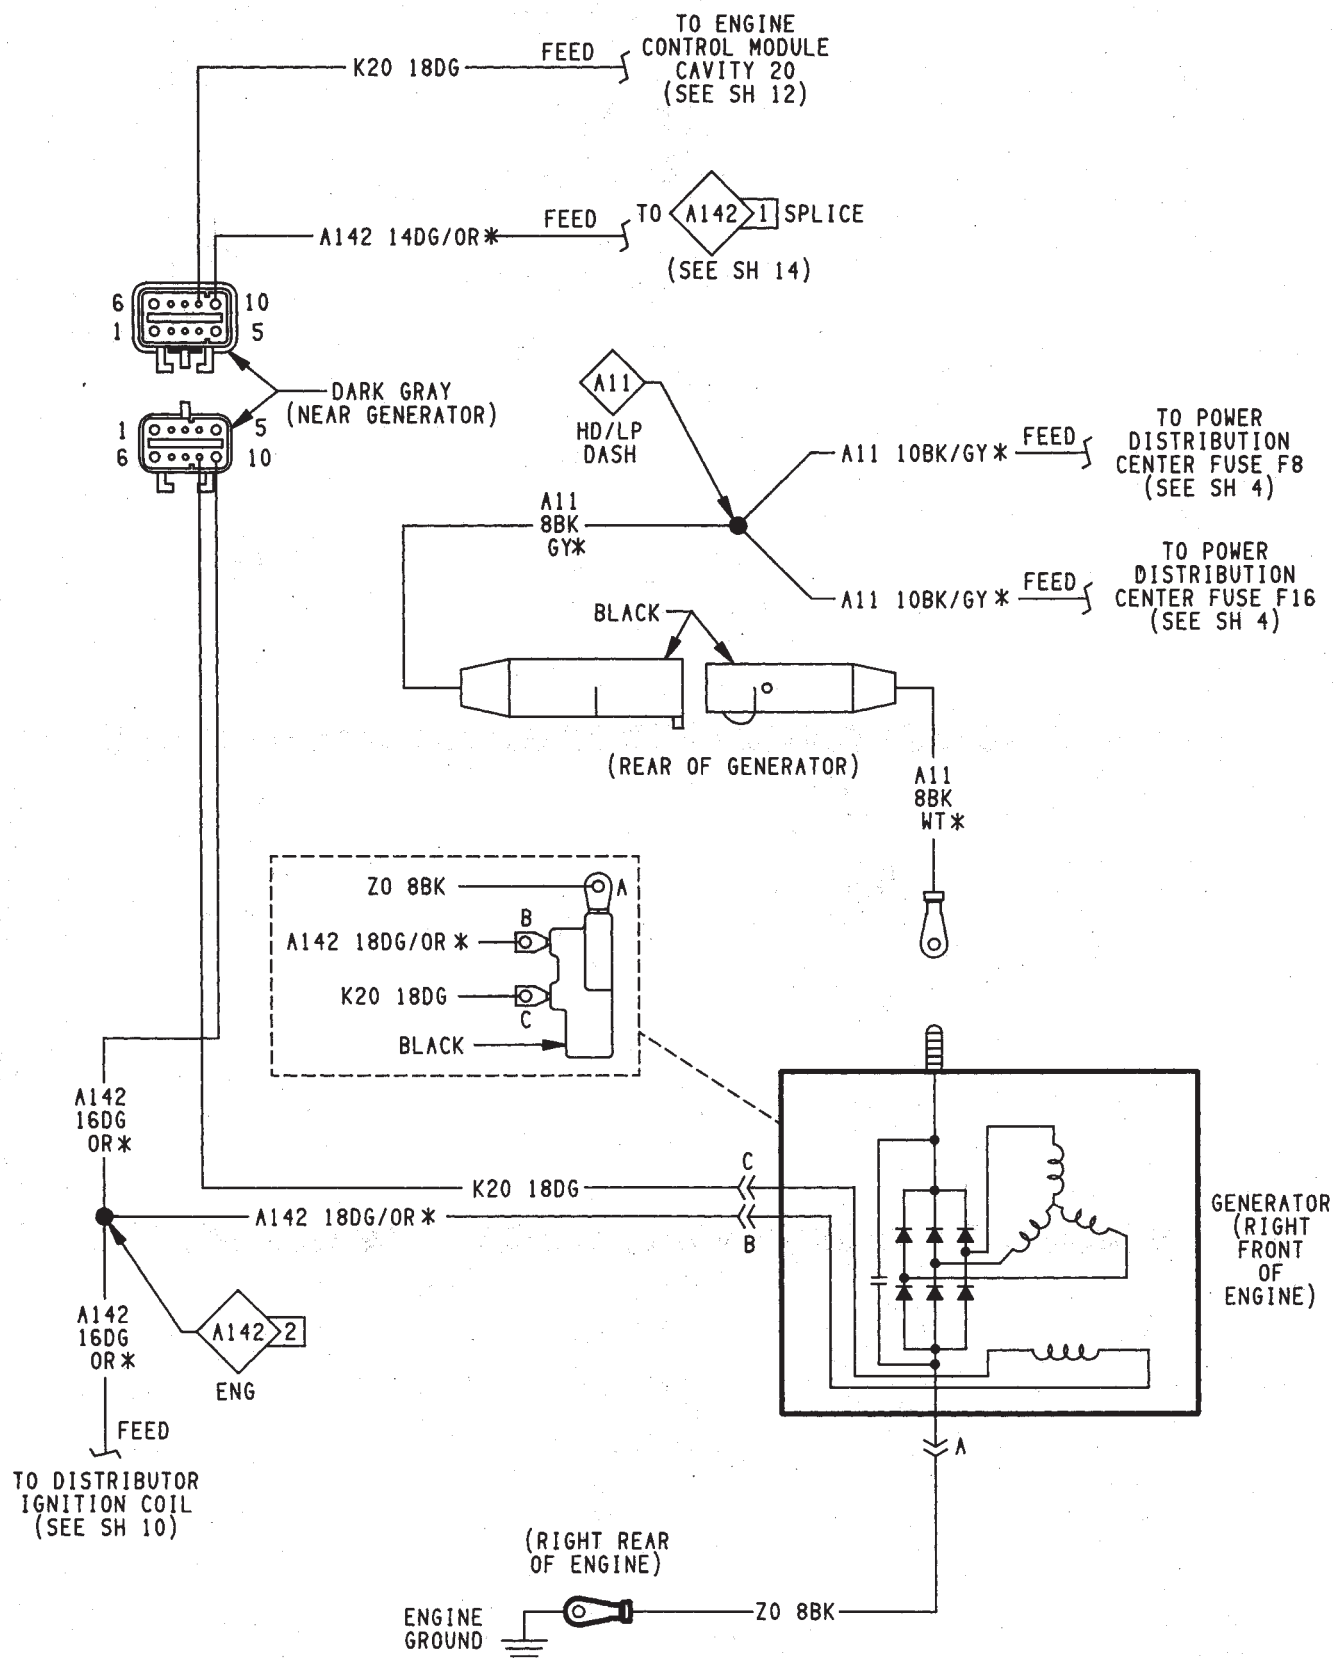 TO ENGINE
CONTROL MODULE
CAVITY 20
(SEE SH 12)
FEED
K20 18DG
TO A142 1 SPLICE
(SEE SH 14)
FEED
A142 14DG/OR*
6 10
1 5
DARK GRAY
(NEAR GENERATOR)
1 5
6 10
A11
HD/LP
DASH
A11 10BK/GY* FEED
TO POWER
DISTRIBUTION
CENTER FUSE F8
(SEE SH 4)
A11
8BK
GY*
A11 10BK/GY* FEED
TO POWER
DISTRIBUTION
CENTER FUSE F16
(SEE SH 4)
BLACK
(REAR OF GENERATOR)
A11
8BK
WT*
Z0 8BK A
B
A142 18DG/OR*
K20 18DG
C
BLACK
A142
16DG
OR*
C
K20 18DG
A142 18DG/OR*
B
GENERATOR
(RIGHT
FRONT
OF
ENGINE)
A142
16DG
OR*
A142 2
ENG
FEED
TO DISTRIBUTOR
IGNITION COIL
(SEE SH 10)
A
(RIGHT REAR
OF ENGINE)
Z0 8BK
ENGINE
GROUND